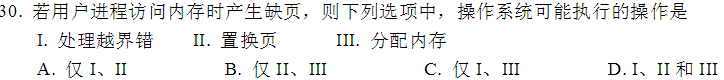 30. 若用户进程访问内存时产生缺页，则下列选项中，操作系统可能执行的操作是
I. 处理越界错 II. 置换页 III. 分配内存
A. 仅 I、II B. 仅 II、III C. 仅 I、III D. I、II 和 III